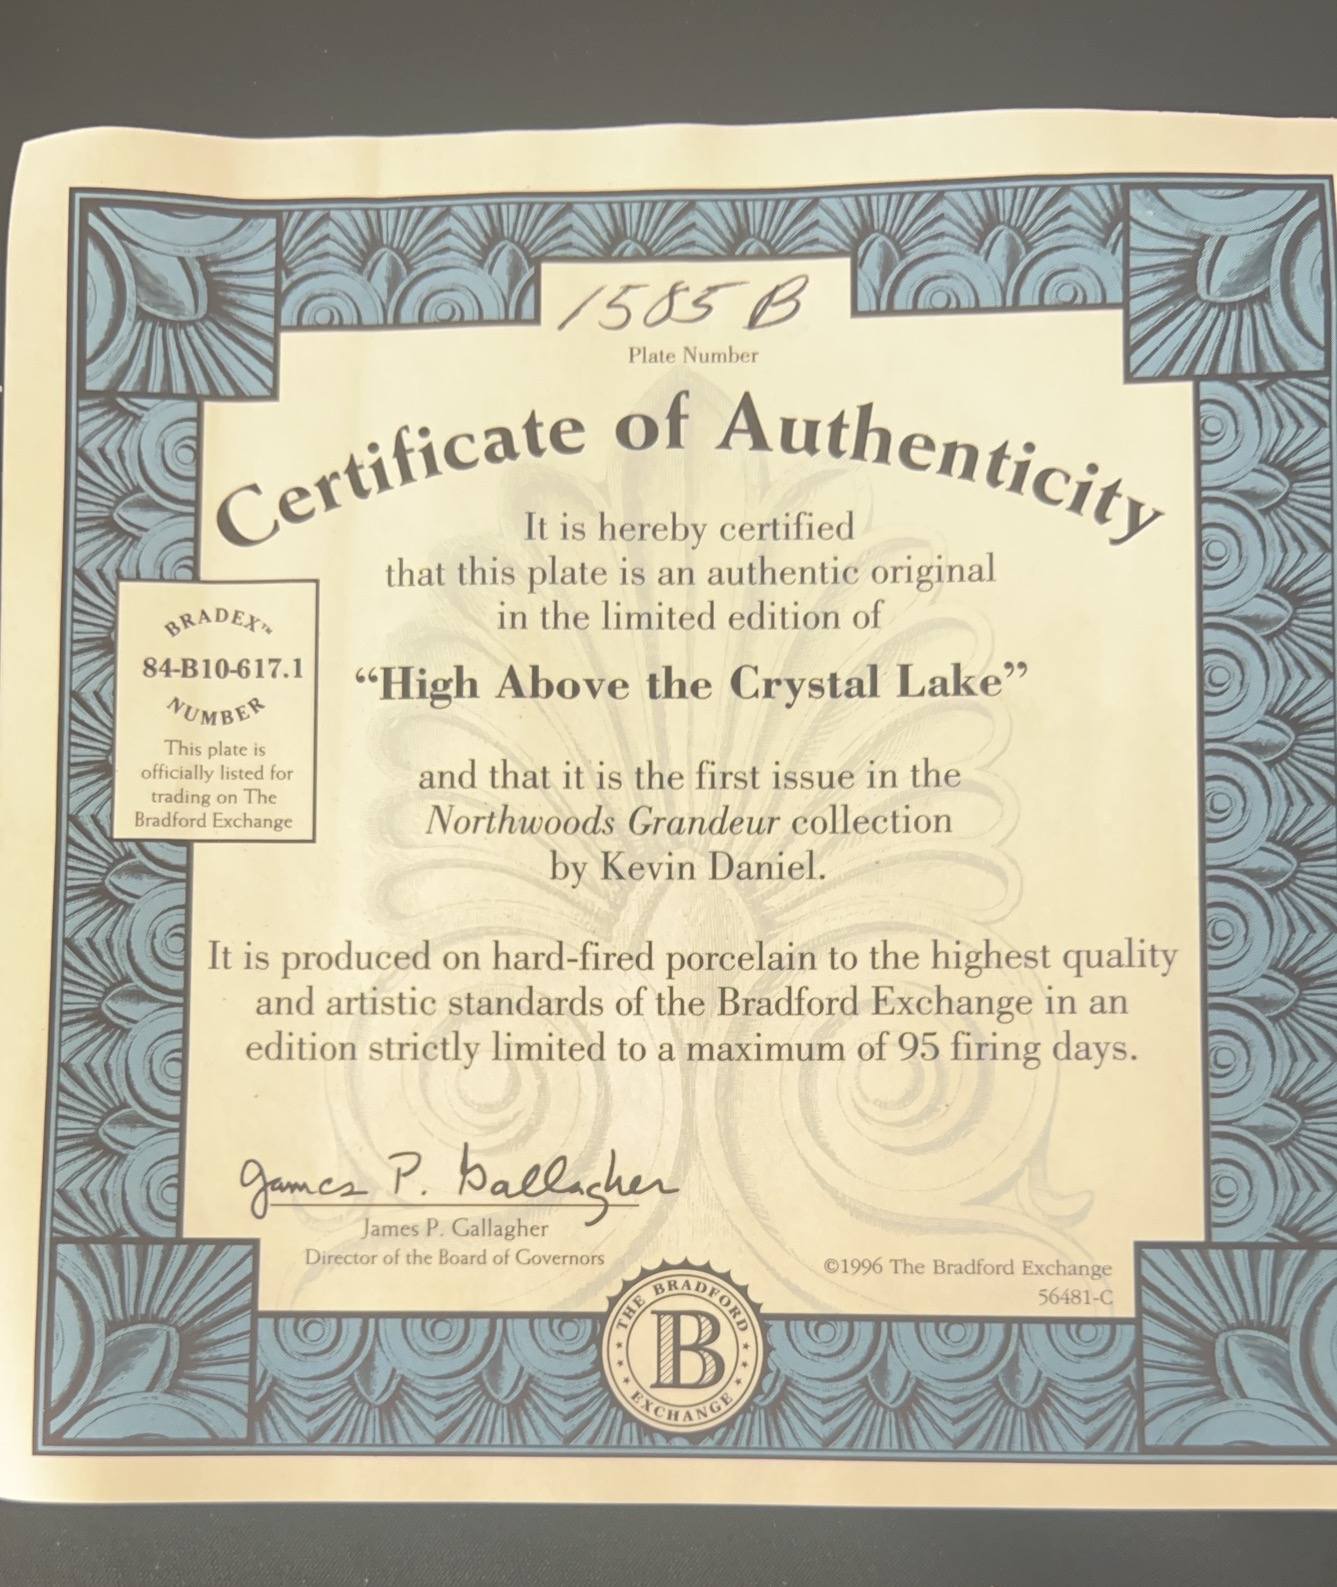 1585 B
Plate Number
Certificate of Authenticity
It is hereby certified
that this plate is an authentic original
in the limited edition of
“High Above the Crystal Lake”
and that it is the first issue in the
Northwoods Grandeur collection
by Kevin Daniel.
BRADEX™
84-B10-617.1
NUMBER
This plate is
officially listed for
trading on The
Bradford Exchange
It is produced on hard-fired porcelain to the highest quality
and artistic standards of the Bradford Exchange in an
edition strictly limited to a maximum of 95 firing days.
James P. Gallagher
James P. Gallagher
Director of the Board of Governors
©1996 The Bradford Exchange
56481-C
THE BRADFORD
B
EXCHANGE